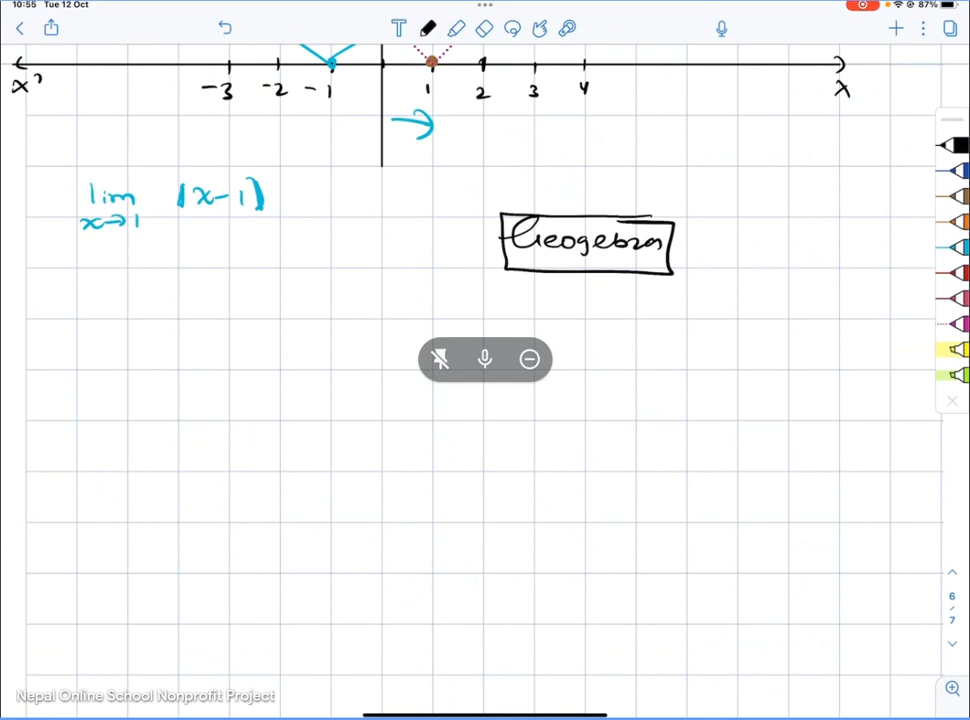 10:55 Tue 12 Oct
87%
T
X' -3 -2 -1 1 2 3 4 X
lim |x-1|
x→1
Geogebra
6
/
7
Nepal Online School Nonprofit Project